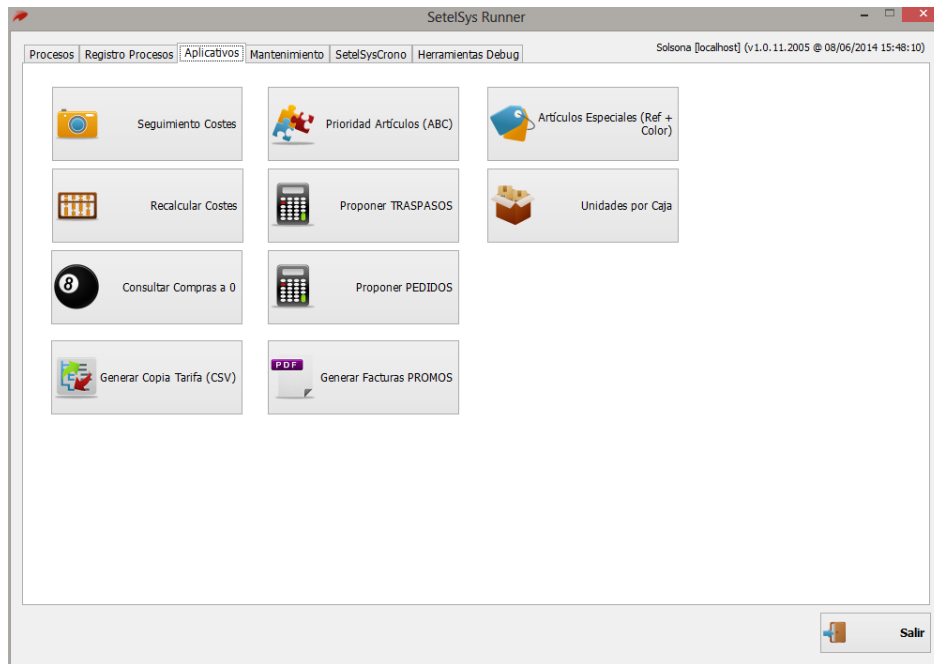 SetelSys Runner
Procesos Registro Procesos Aplicativos Mantenimiento SetelSysCrono Herramientas Debug
Solsona [localhost] (v1.0.11.2005 @ 08/06/2014 15:48:10)
Seguimiento Costes
Prioridad Artículos (ABC)
Artículos Especiales (Ref +
Color)
Recalcular Costes
Proponer TRASPASOS
Unidades por Caja
8
Consultar Compras a 0
Proponer PEDIDOS
Generar Copia Tarifa (CSV)
PDF
Generar Facturas PROMOS
Salir